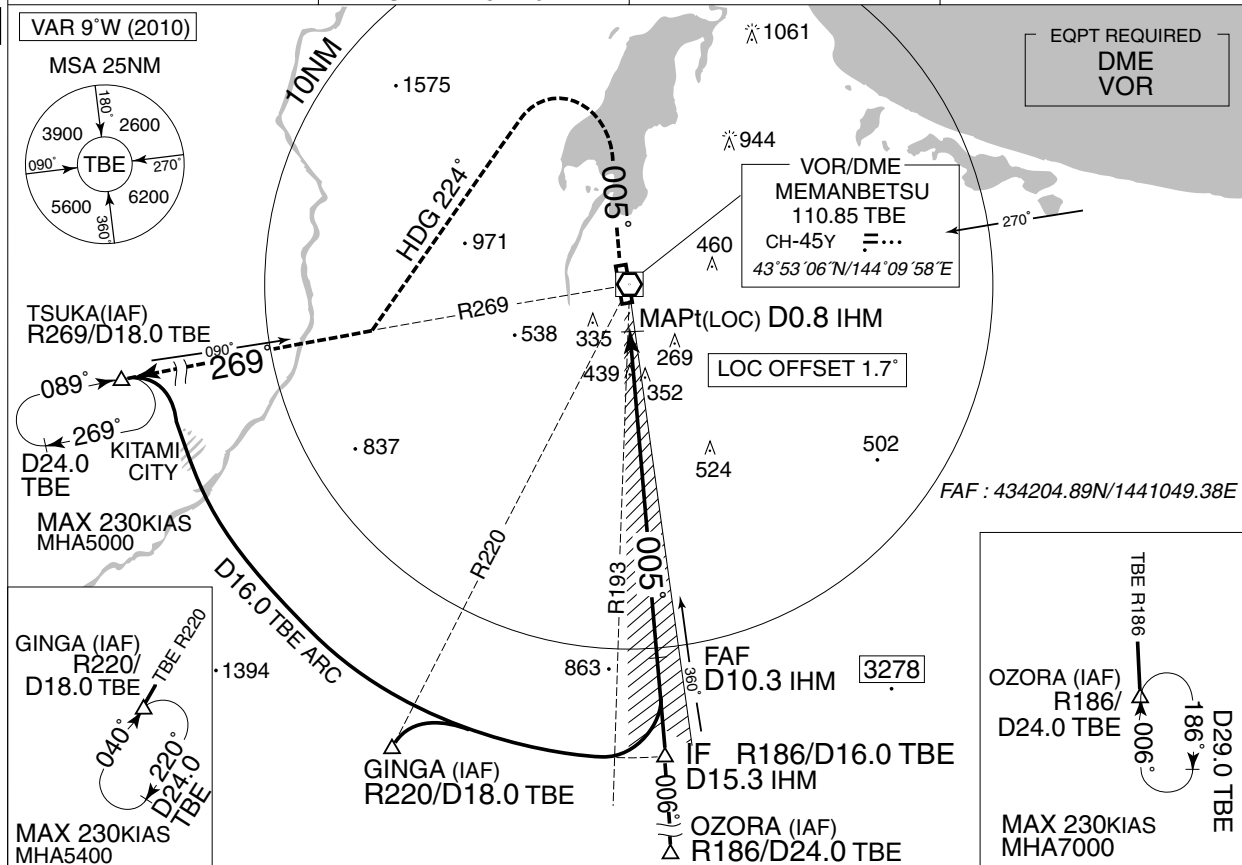 VAR 9°W (2010)
MSA 25NM
180°
3900
2600
090°
TBE
270°
5600
6200
360°
10NM
1575
1061
EQPT REQUIRED
DME
VOR
944
HDG 224°
005°
971
VOR/DME
MEMANBETSU
110.85 TBE
CH-45Y
43°53´06˝N/144°09´58˝E
270°
460
TSUKA(IAF)
R269/D18.0 TBE
R269
090°
269°
538
335
MAPt(LOC) D0.8 IHM
269
439
352
LOC OFFSET 1.7°
089°
269°
D24.0
TBE
KITAMI
CITY
MAX 230KIAS
MHA5000
837
524
502
FAF : 434204.89N/1441049.38E
R220
R193
005°
D16.0 TBE ARC
GINGA (IAF)
R220/
D18.0 TBE
TBE R220
040°
220°
D24.0
TBE
MAX 230KIAS
MHA5400
1394
863
FAF
D10.3 IHM
360°
3278
GINGA (IAF)
R220/D18.0 TBE
IF R186/D16.0 TBE
D15.3 IHM
006°
OZORA (IAF)
R186/D24.0 TBE
TBE R186
OZORA (IAF)
R186/
D24.0 TBE
006°
186°
D29.0 TBE
MAX 230KIAS
MHA7000